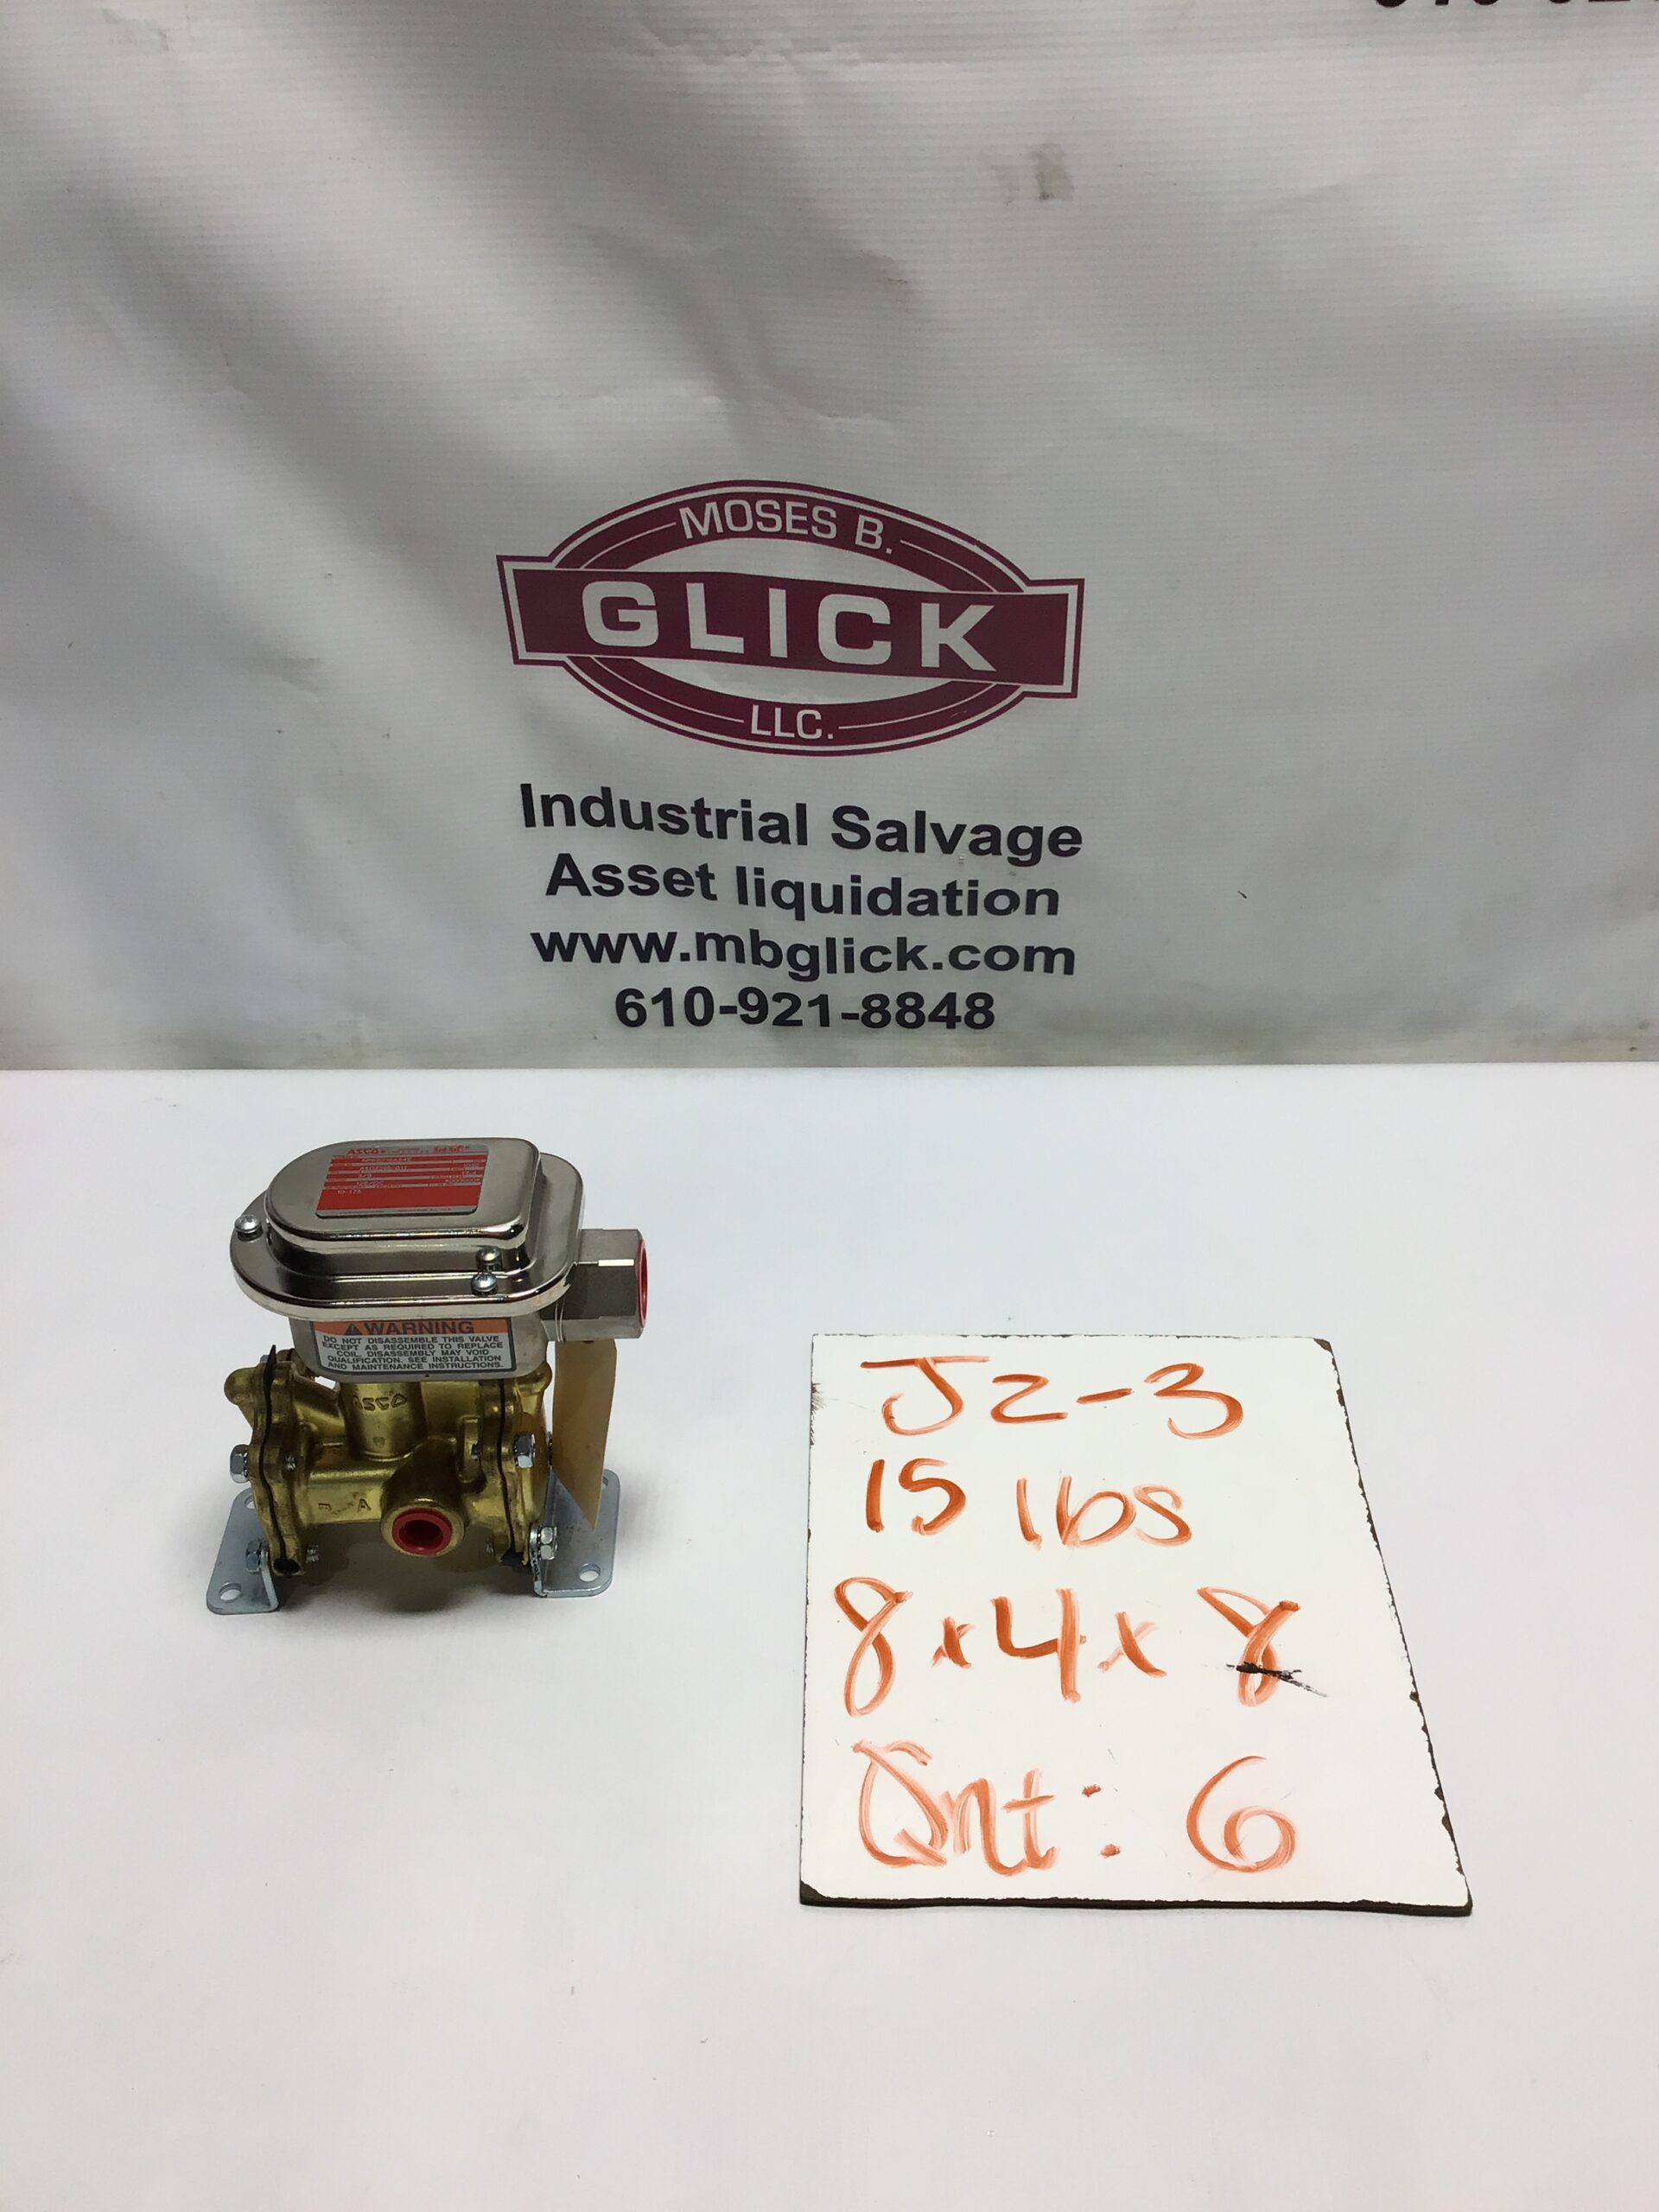 MOSES B.
GLICK
LLC.
Industrial Salvage
Asset liquidation
www.mbglick.com
610-921-8848
ASCO
WARNING
DO NOT DISASSEMBLE THIS VALVE
EXCEPT AS REQUIRED TO REPLACE
COIL. DISASSEMBLY MAY VOID
QUALIFICATION. SEE INSTALLATION
AND MAINTENANCE INSTRUCTIONS.
ASCO
A
J2-3
15 lbs
8x4x8
Qnt: 6